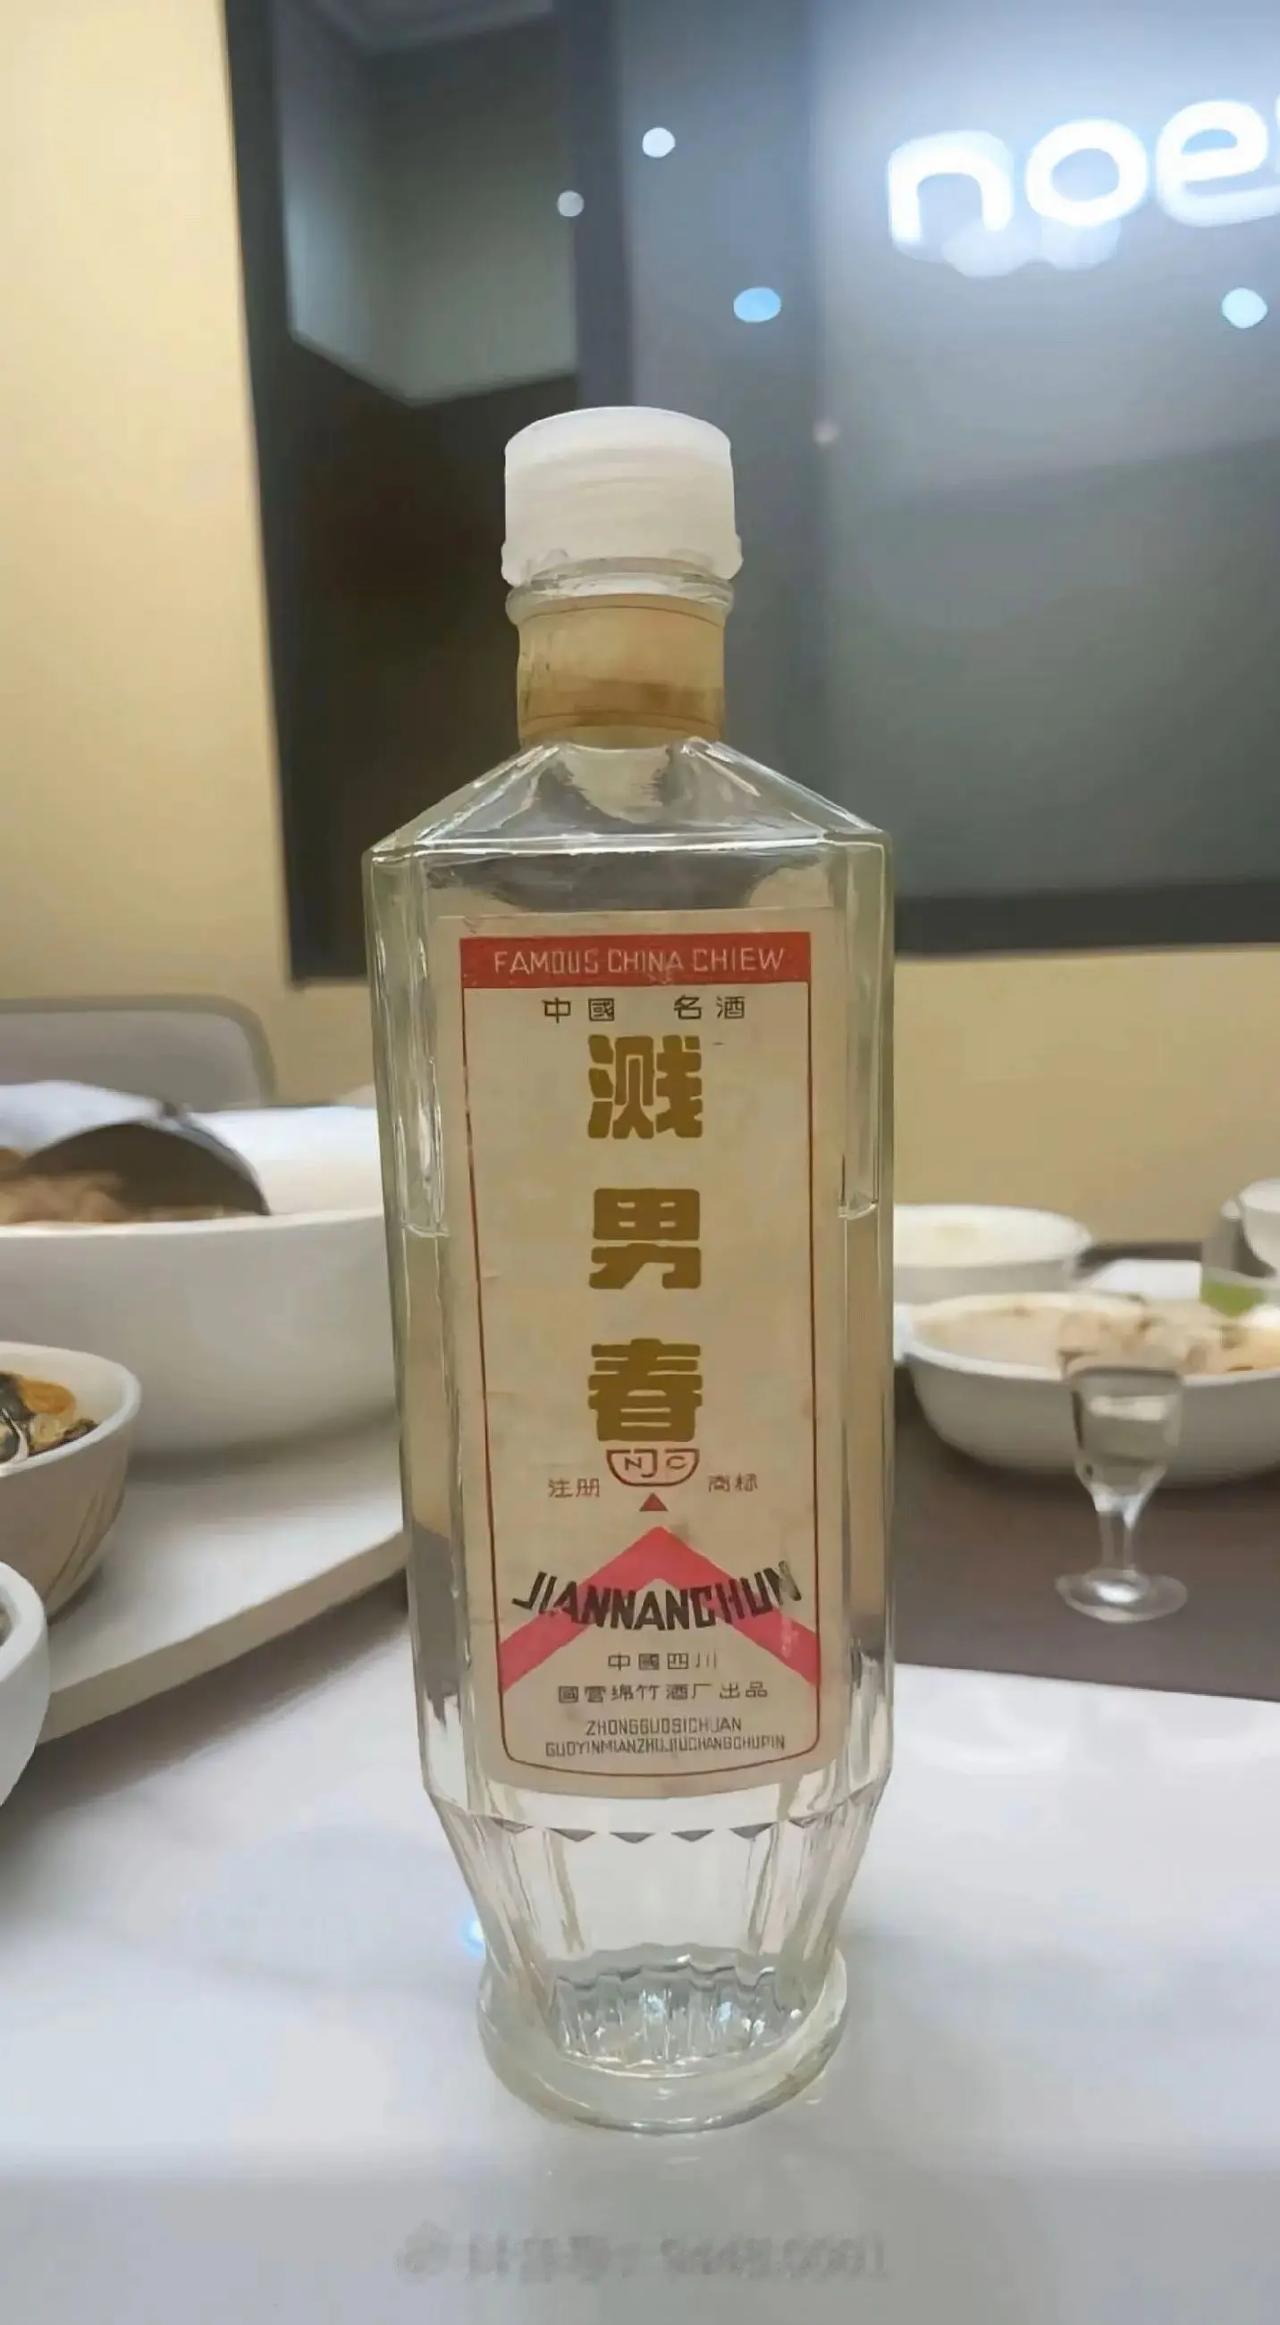 noe
FAMOUS CHINA CHIEW
中國 名酒
溅
男
春
NJC
注册 商标
JIANNANCHUN
中國四川
國营绵竹酒厂出品
ZHONGGUOSICHUAN
GUOYINMIANZHUJIUCHANGCHUPIN